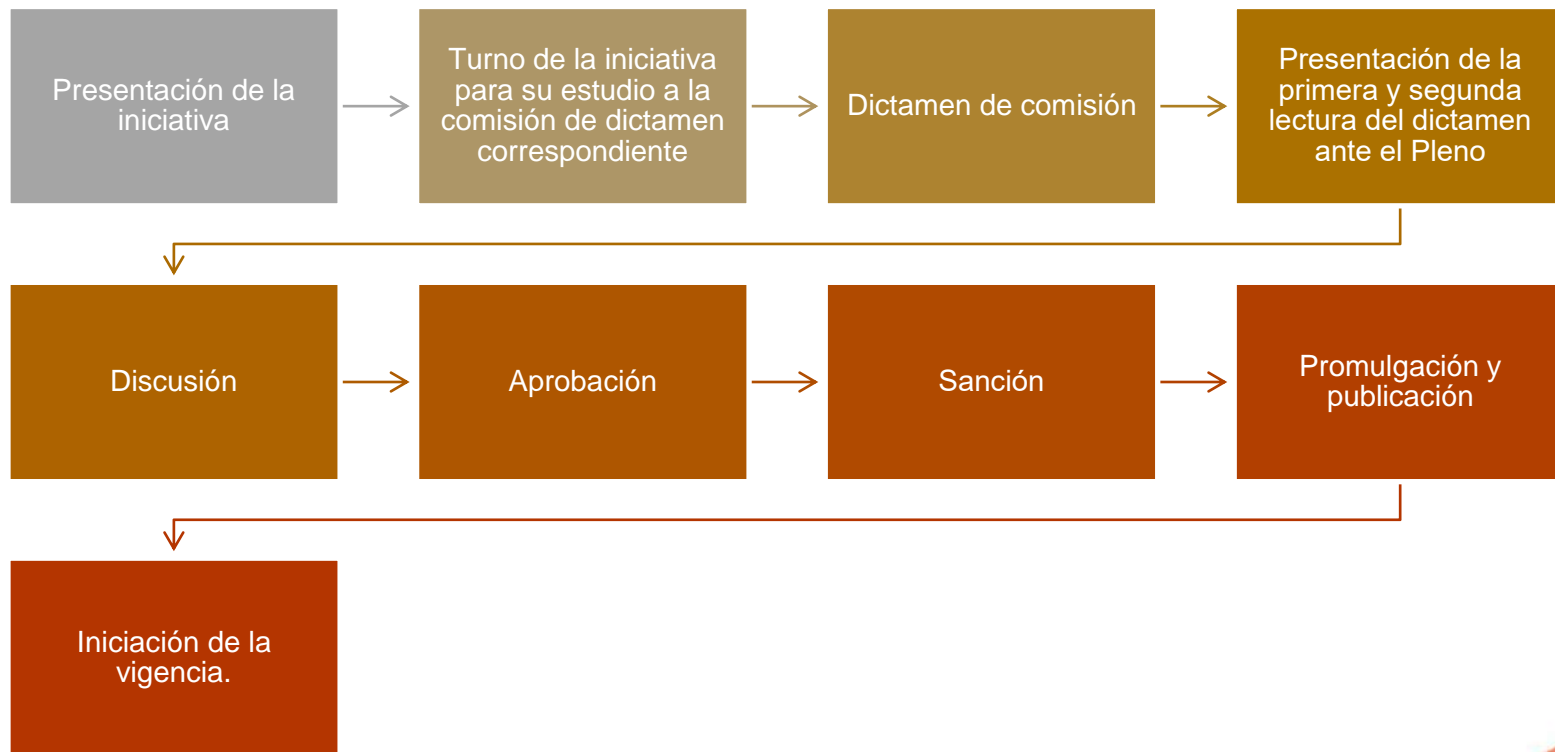 Presentación de la
iniciativa
Turno de la iniciativa
para su estudio a la
comisión de dictamen
correspondiente
Dictamen de comisión
Presentación de la
primera y segunda
lectura del dictamen
ante el Pleno
Discusión
Aprobación
Sanción
Promulgación y
publicación
Iniciación de la
vigencia.